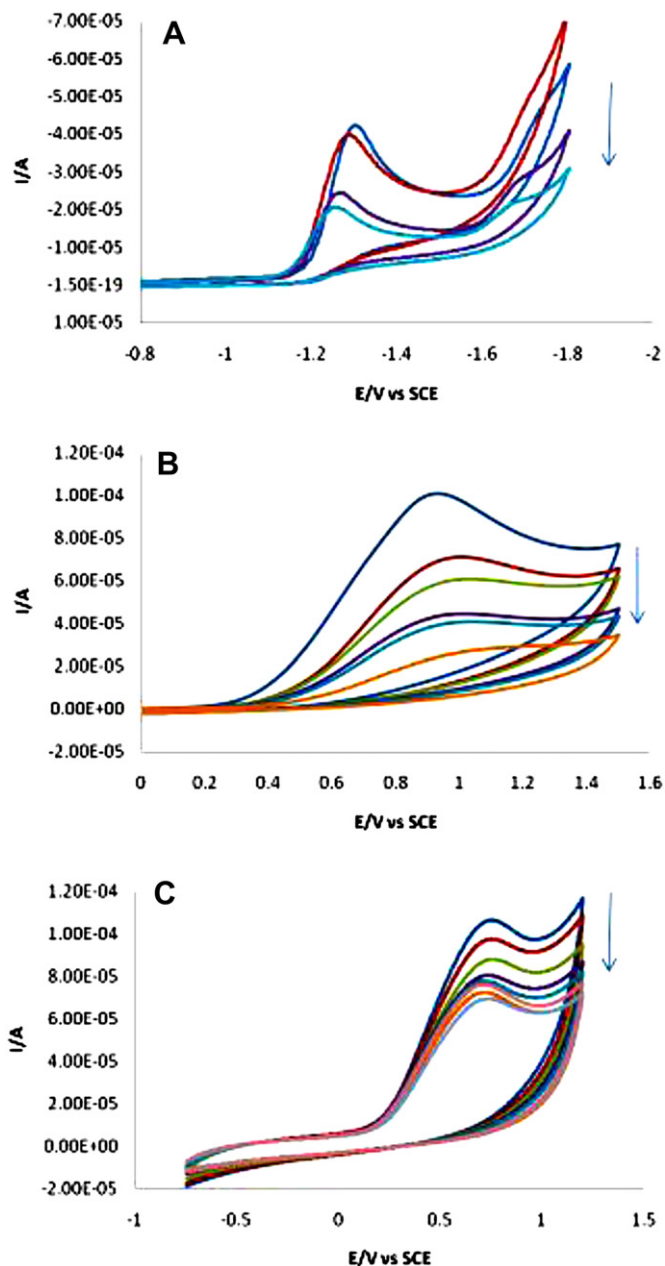 A
-7.00E-05
-6.00E-05
-5.00E-05
-4.00E-05
-3.00E-05
-2.00E-05
-1.00E-05
-1.50E-19
1.00E-05
I/A
-0.8 -1 -1.2 -1.4 -1.6 -1.8 -2
E/V vs SCE
B
1.20E-04
1.00E-04
8.00E-05
6.00E-05
4.00E-05
2.00E-05
0.00E+00
-2.00E-05
I/A
0 0.2 0.4 0.6 0.8 1 1.2 1.4 1.6
E/V vs SCE
C
1.20E-04
1.00E-04
8.00E-05
6.00E-05
4.00E-05
2.00E-05
0.00E+00
-2.00E-05
I/A
-1 -0.5 0 0.5 1 1.5
E/V vs SCE